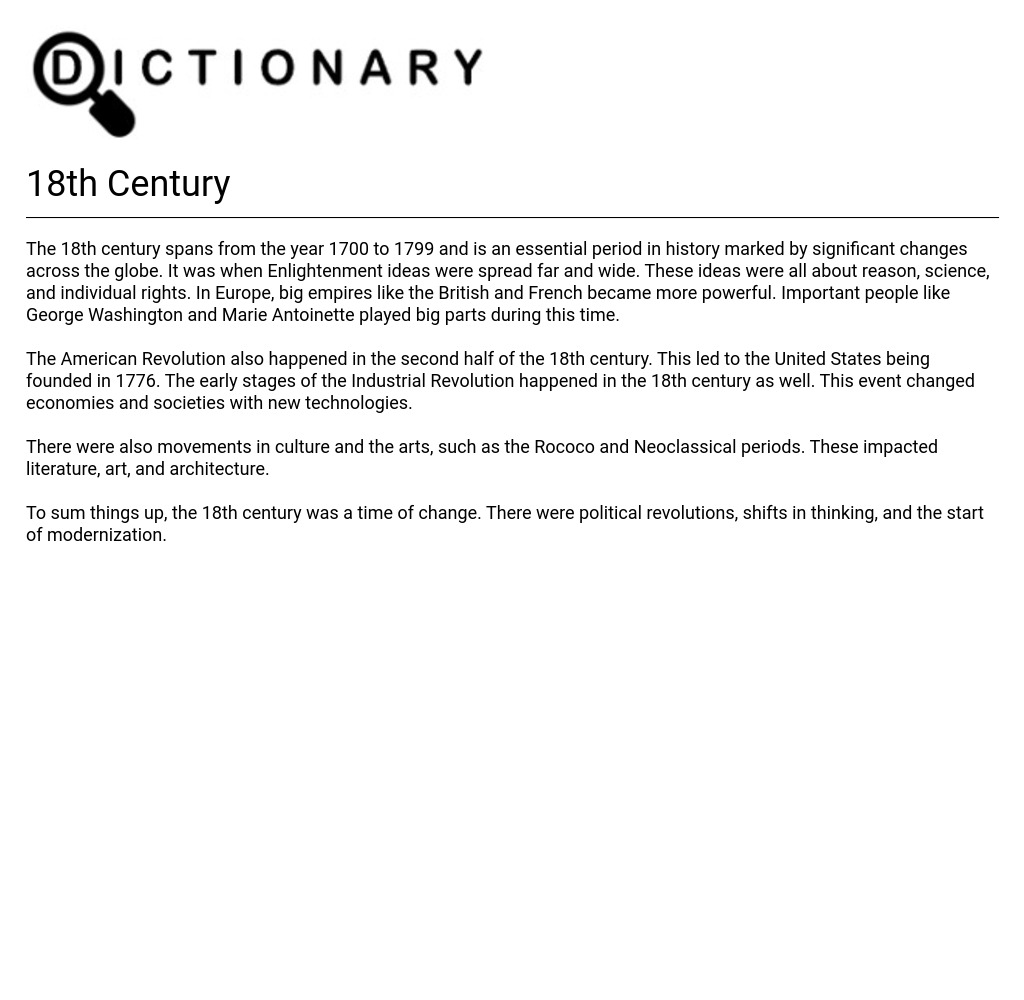 DICTIONARY
18th Century
The 18th century spans from the year 1700 to 1799 and is an essential period in history marked by significant changes
across the globe. It was when Enlightenment ideas were spread far and wide. These ideas were all about reason, science,
and individual rights. In Europe, big empires like the British and French became more powerful. Important people like
George Washington and Marie Antoinette played big parts during this time.
The American Revolution also happened in the second half of the 18th century. This led to the United States being
founded in 1776. The early stages of the Industrial Revolution happened in the 18th century as well. This event changed
economies and societies with new technologies.
There were also movements in culture and the arts, such as the Rococo and Neoclassical periods. These impacted
literature, art, and architecture.
To sum things up, the 18th century was a time of change. There were political revolutions, shifts in thinking, and the start
of modernization.